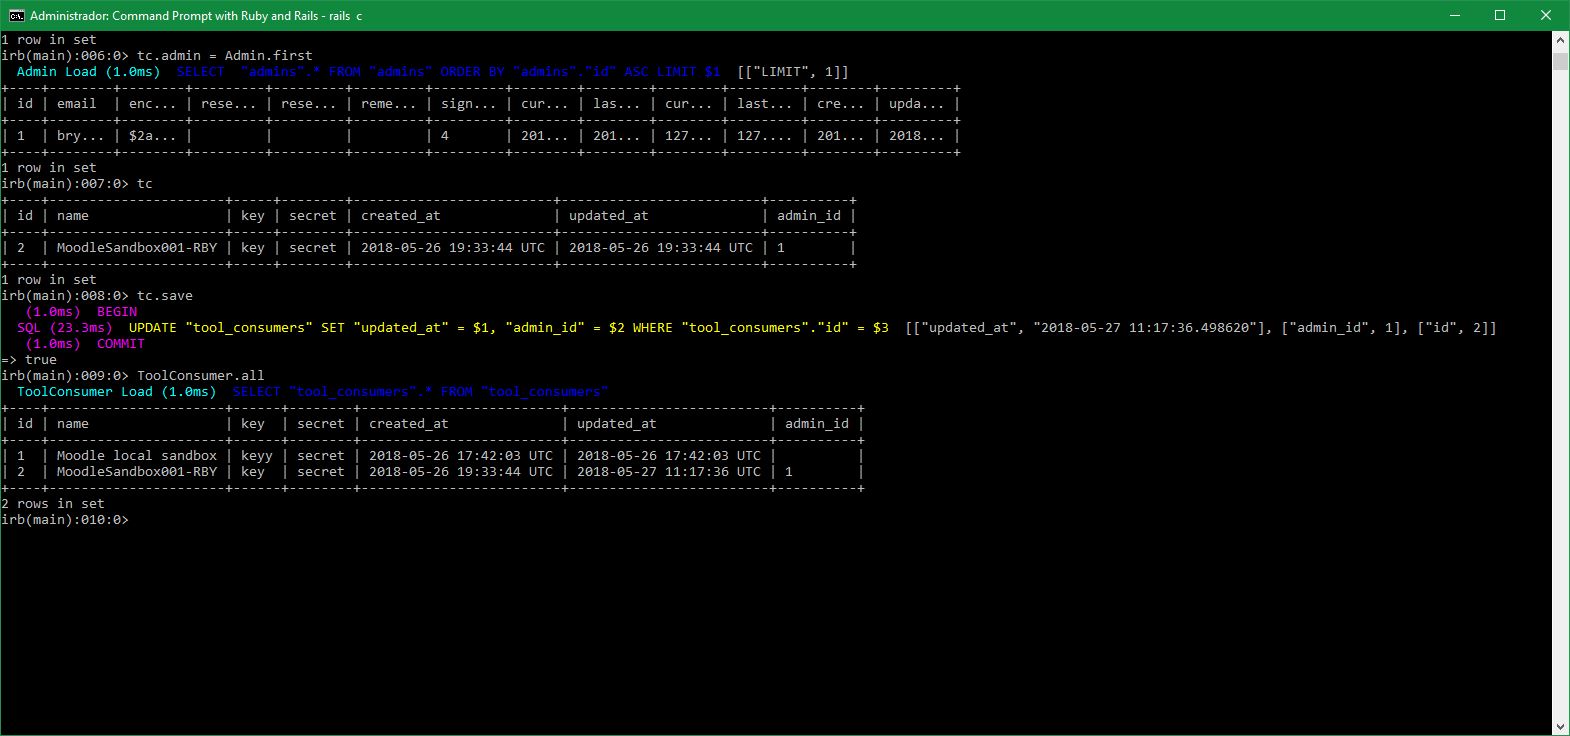 Administrador: Command Prompt with Ruby and Rails - rails  c
1 row in set
irb(main):006:0> tc.admin = Admin.first
  Admin Load (1.0ms)  SELECT  "admins".* FROM "admins" ORDER BY "admins"."id" ASC LIMIT $1  [["LIMIT", 1]]
+----+--------+--------+---------+---------+---------+---------+--------+--------+--------+---------+--------+---------+
| id | email  | enc... | rese... | rese... | reme... | sign... | cur... | las... | cur... | last... | cre... | upda... |
+----+--------+--------+---------+---------+---------+---------+--------+--------+--------+---------+--------+---------+
| 1  | bry... | $2a... |         |         |         | 4       | 201... | 201... | 127... | 127.... | 201... | 2018... |
+----+--------+--------+---------+---------+---------+---------+--------+--------+--------+---------+--------+---------+
1 row in set
irb(main):007:0> tc
+----+----------------------+-----+--------+-------------------------+-------------------------+----------+
| id | name                 | key | secret | created_at              | updated_at              | admin_id |
+----+----------------------+-----+--------+-------------------------+-------------------------+----------+
| 2  | MoodleSandbox001-RBY | key | secret | 2018-05-26 19:33:44 UTC | 2018-05-26 19:33:44 UTC | 1        |
+----+----------------------+-----+--------+-------------------------+-------------------------+----------+
1 row in set
irb(main):008:0> tc.save
   (1.0ms)  BEGIN
  SQL (23.3ms)  UPDATE "tool_consumers" SET "updated_at" = $1, "admin_id" = $2 WHERE "tool_consumers"."id" = $3  [["updated_at", "2018-05-27 11:17:36.498620"], ["admin_id", 1], ["id", 2]]
   (1.0ms)  COMMIT
=> true
irb(main):009:0> ToolConsumer.all
  ToolConsumer Load (1.0ms)  SELECT "tool_consumers".* FROM "tool_consumers"
+----+----------------------+------+--------+-------------------------+-------------------------+----------+
| id | name                 | key  | secret | created_at              | updated_at              | admin_id |
+----+----------------------+------+--------+-------------------------+-------------------------+----------+
| 1  | Moodle local sandbox | keyy | secret | 2018-05-26 17:42:03 UTC | 2018-05-26 17:42:03 UTC |          |
| 2  | MoodleSandbox001-RBY | key  | secret | 2018-05-26 19:33:44 UTC | 2018-05-27 11:17:36 UTC | 1        |
+----+----------------------+------+--------+-------------------------+-------------------------+----------+
2 rows in set
irb(main):010:0>